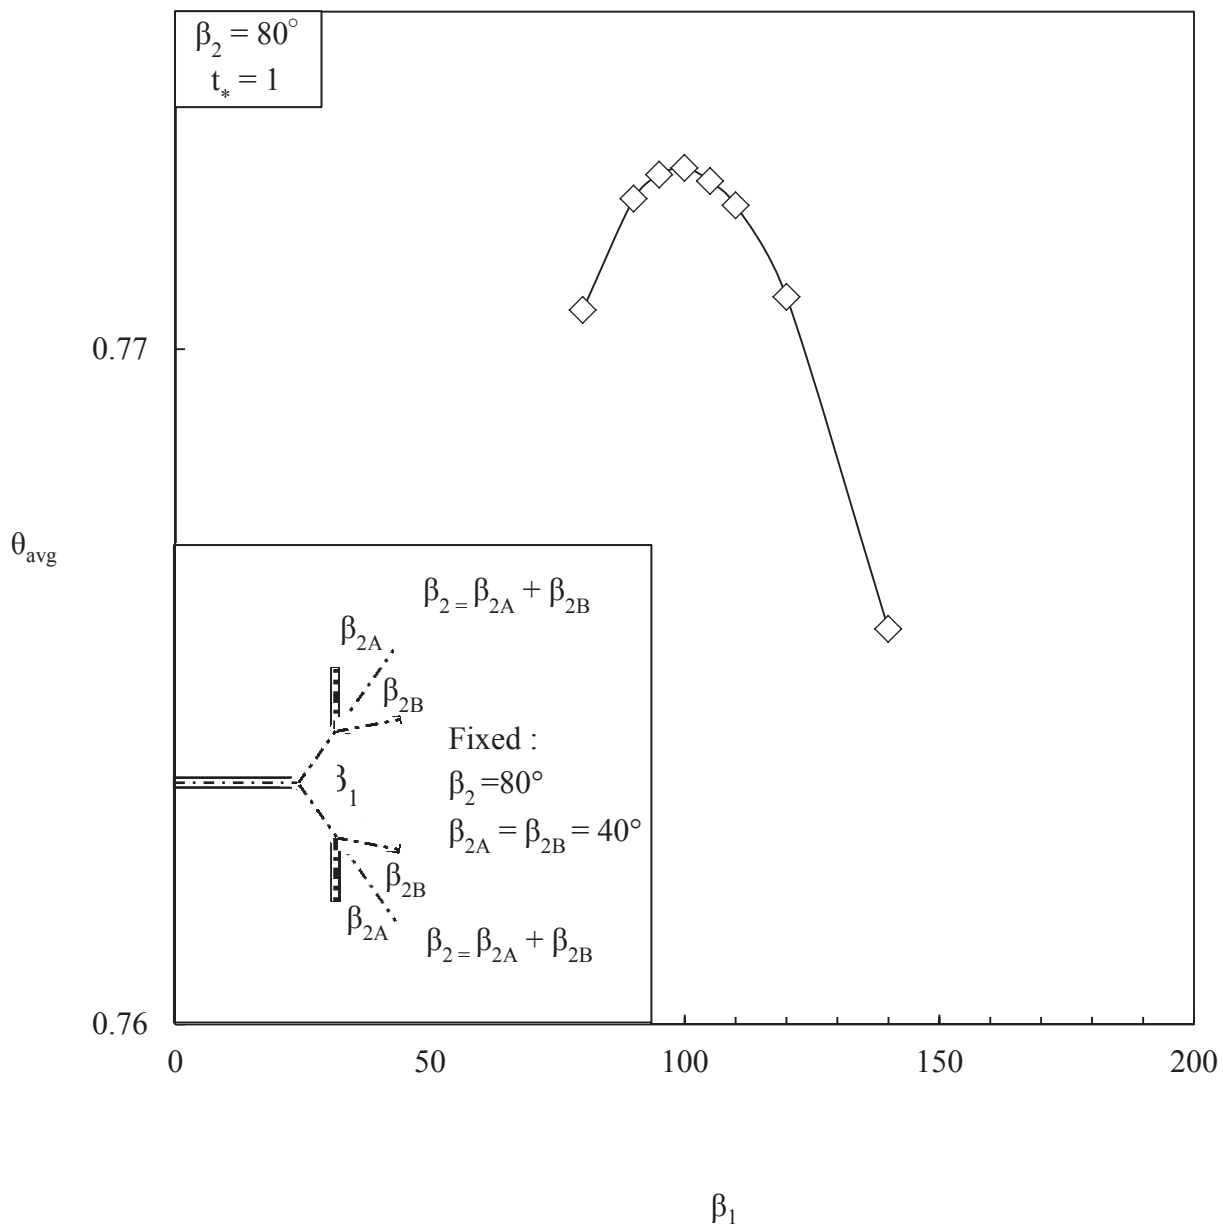 β₂ = 80°
t* = 1
0.77
θavg
β₂ = β₂A + β₂B
β₂A
β₂B
Fixed :
β₁
β₂ =80°
β₂A = β₂B = 40°
β₂B
β₂A
β₂ = β₂A + β₂B
0.76
0 50 100 150 200
β₁